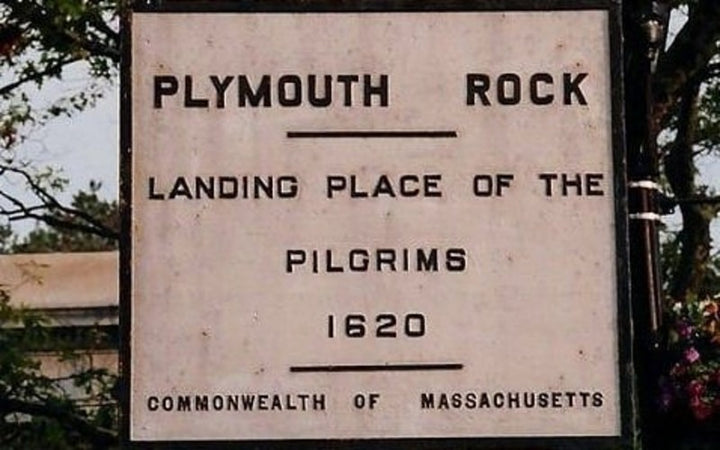 PLYMOUTH ROCK
LANDING PLACE OF THE
PILGRIMS
1620
COMMONWEALTH OF MASSACHUSETTS